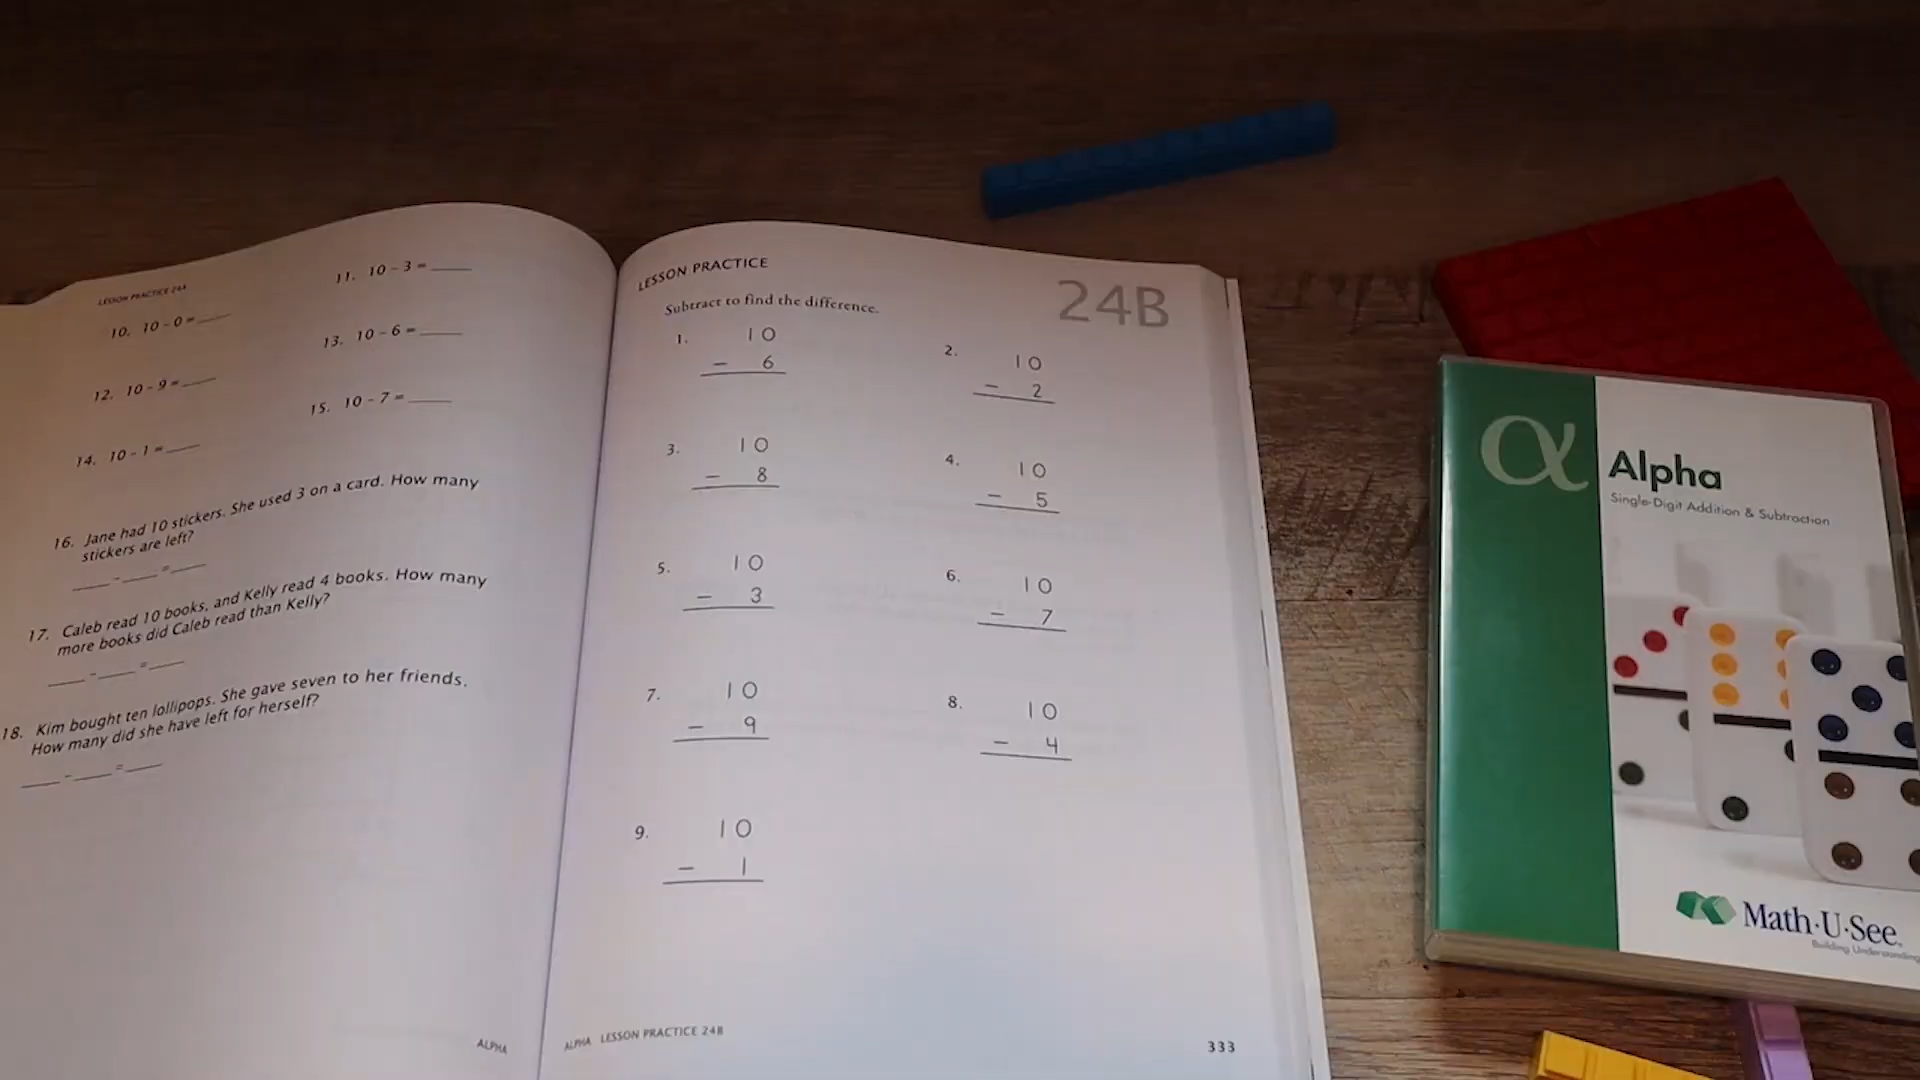 LESSON PRACTICE 24A
10. 10 – 0 = ____
11. 10 – 3 = ____
12. 10 – 9 = ____
13. 10 – 6 = ____
14. 10 – 1 = ____
15. 10 – 7 = ____
16. Jane had 10 stickers. She used 3 on a card. How many
stickers are left?
____ – ____ = ____
17. Caleb read 10 books, and Kelly read 4 books. How many
more books did Caleb read than Kelly?
____ – ____ = ____
18. Kim bought ten lollipops. She gave seven to her friends.
How many did she have left for herself?
____ – ____ = ____
ALPHA
LESSON PRACTICE
24B
Subtract to find the difference.
1. 10
– 6
2. 10
– 2
3. 10
– 8
4. 10
– 5
5. 10
– 3
6. 10
– 7
7. 10
– 9
8. 10
– 4
9. 10
– 1
ALPHA LESSON PRACTICE 24B
333
α
Alpha
Single-Digit Addition & Subtraction
Math·U·See
Building Understanding